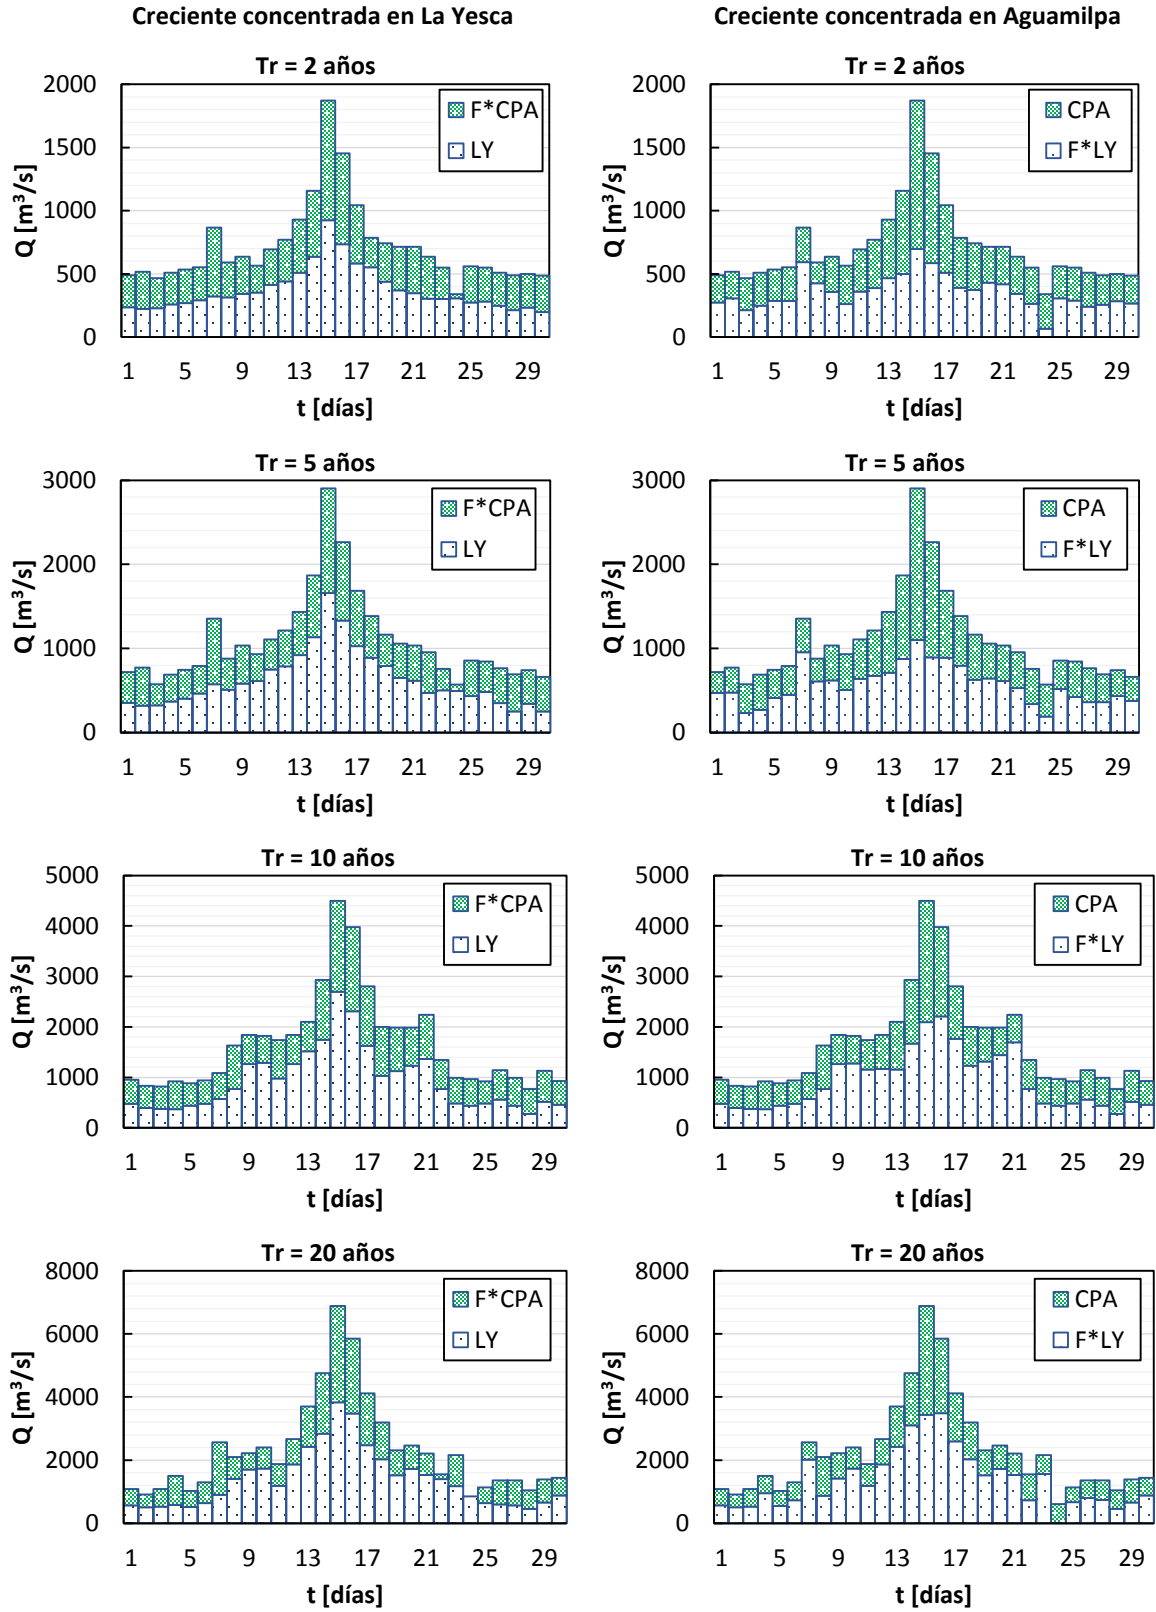 Creciente concentrada en La Yesca
Creciente concentrada en Aguamilpa
Tr = 2 años
Q [m³/s]
2000
1500
1000
500
0
F*CPA
LY
1 5 9 13 17 21 25 29
t [días]
Tr = 2 años
Q [m³/s]
2000
1500
1000
500
0
CPA
F*LY
1 5 9 13 17 21 25 29
t [días]
Tr = 5 años
Q [m³/s]
3000
2000
1000
0
F*CPA
LY
1 5 9 13 17 21 25 29
t [días]
Tr = 5 años
Q [m³/s]
3000
2000
1000
0
CPA
F*LY
1 5 9 13 17 21 25 29
t [días]
Tr = 10 años
Q [m³/s]
5000
4000
3000
2000
1000
0
F*CPA
LY
1 5 9 13 17 21 25 29
t [días]
Tr = 10 años
Q [m³/s]
5000
4000
3000
2000
1000
0
CPA
F*LY
1 5 9 13 17 21 25 29
t [días]
Tr = 20 años
Q [m³/s]
8000
6000
4000
2000
0
F*CPA
LY
1 5 9 13 17 21 25 29
t [días]
Tr = 20 años
Q [m³/s]
8000
6000
4000
2000
0
CPA
F*LY
1 5 9 13 17 21 25 29
t [días]